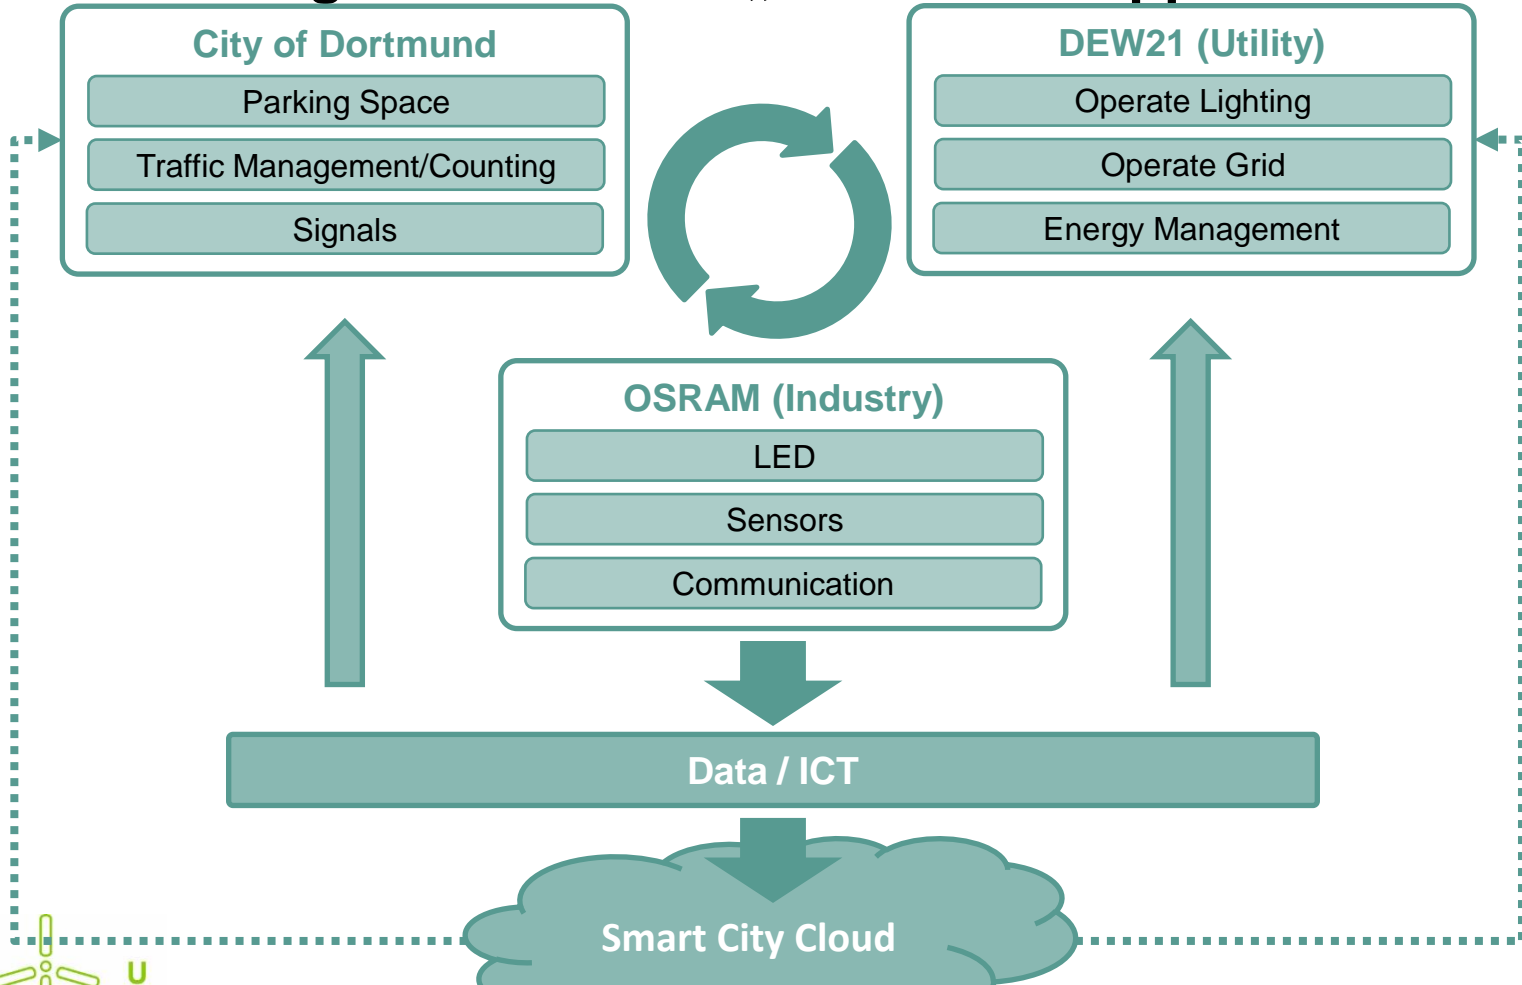 City of Dortmund
Parking Space
Traffic Management/Counting
Signals
DEW21 (Utility)
Operate Lighting
Operate Grid
Energy Management
OSRAM (Industry)
LED
Sensors
Communication
Data / ICT
Smart City Cloud
U